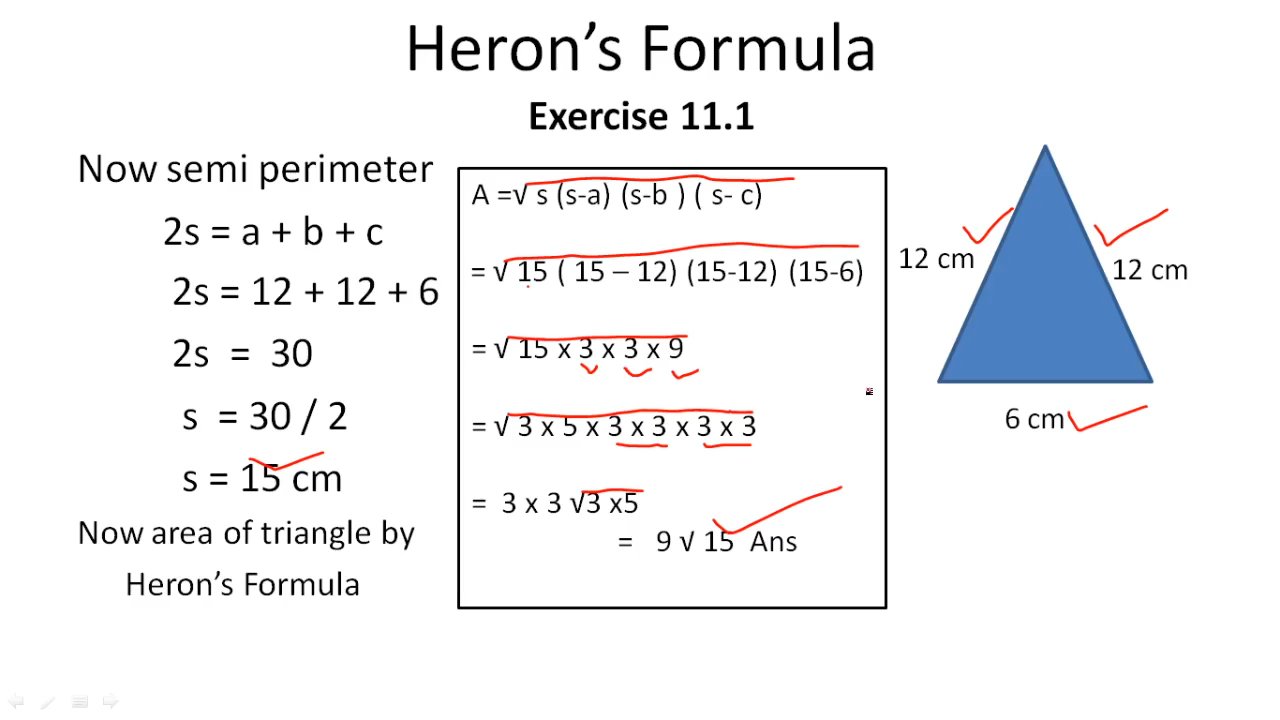 Heron’s Formula
Exercise 11.1
Now semi perimeter
2s = a + b + c
2s = 12 + 12 + 6
2s = 30
s = 30 / 2
s = 15 cm
Now area of triangle by
Heron’s Formula
A =√ s (s-a) (s-b ) ( s- c)
= √ 15 ( 15 – 12) (15-12) (15-6)
= √ 15 x 3 x 3 x 9
= √ 3 x 5 x 3 x 3 x 3 x 3
= 3 x 3 √3 x5
= 9 √ 15 Ans
12 cm
12 cm
6 cm